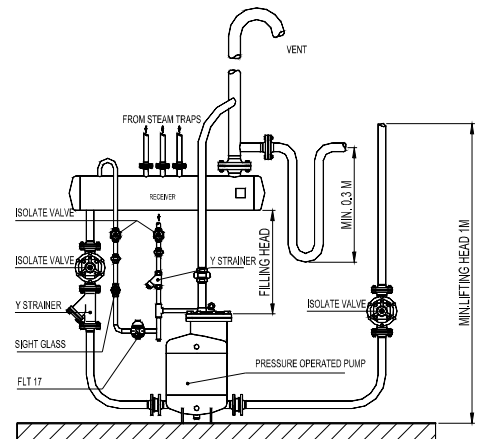 VENT
FROM STEAM TRAPS
RECEIVER
ISOLATE VALVE
ISOLATE VALVE
Y STRAINER
Y STRAINER
SIGHT GLASS
FLT 17
FILLING HEAD
MIN. 0.3 M
ISOLATE VALVE
MIN.LIFTING HEAD 1M
PRESSURE OPERATED PUMP